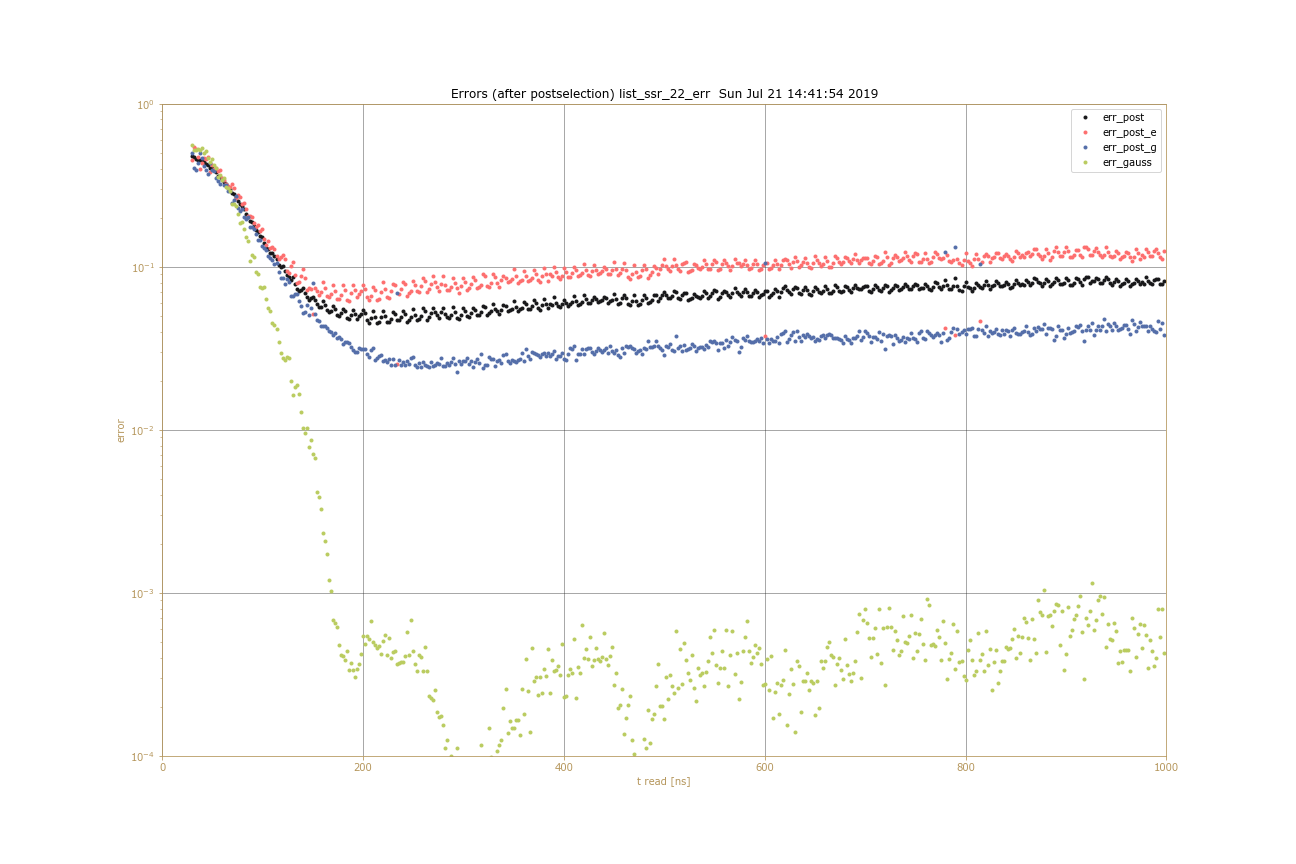 Errors (after postselection) list_ssr_22_err  Sun Jul 21 14:41:54 2019
err_post
err_post_e
err_post_g
err_gauss
10⁰
10⁻¹
10⁻²
10⁻³
10⁻⁴
error
0 200 400 600 800 1000
t read [ns]